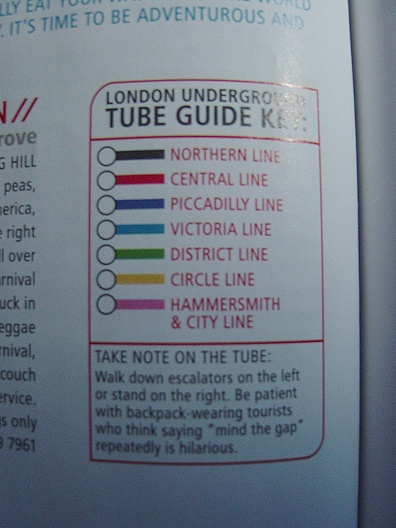 LLY EAT YOUR WORLD
. IT'S TIME TO BE ADVENTUROUS AND
N//
rove
G HILL
peas,
erica,
e right
ll over
arnival
uck in
eggae
rnival,
couch
ervice.
gs only
9 7961
LONDON UNDERGROUND
TUBE GUIDE KEY:
NORTHERN LINE
CENTRAL LINE
PICCADILLY LINE
VICTORIA LINE
DISTRICT LINE
CIRCLE LINE
HAMMERSMITH
& CITY LINE
TAKE NOTE ON THE TUBE:
Walk down escalators on the left
or stand on the right. Be patient
with backpack-wearing tourists
who think saying "mind the gap"
repeatedly is hilarious.